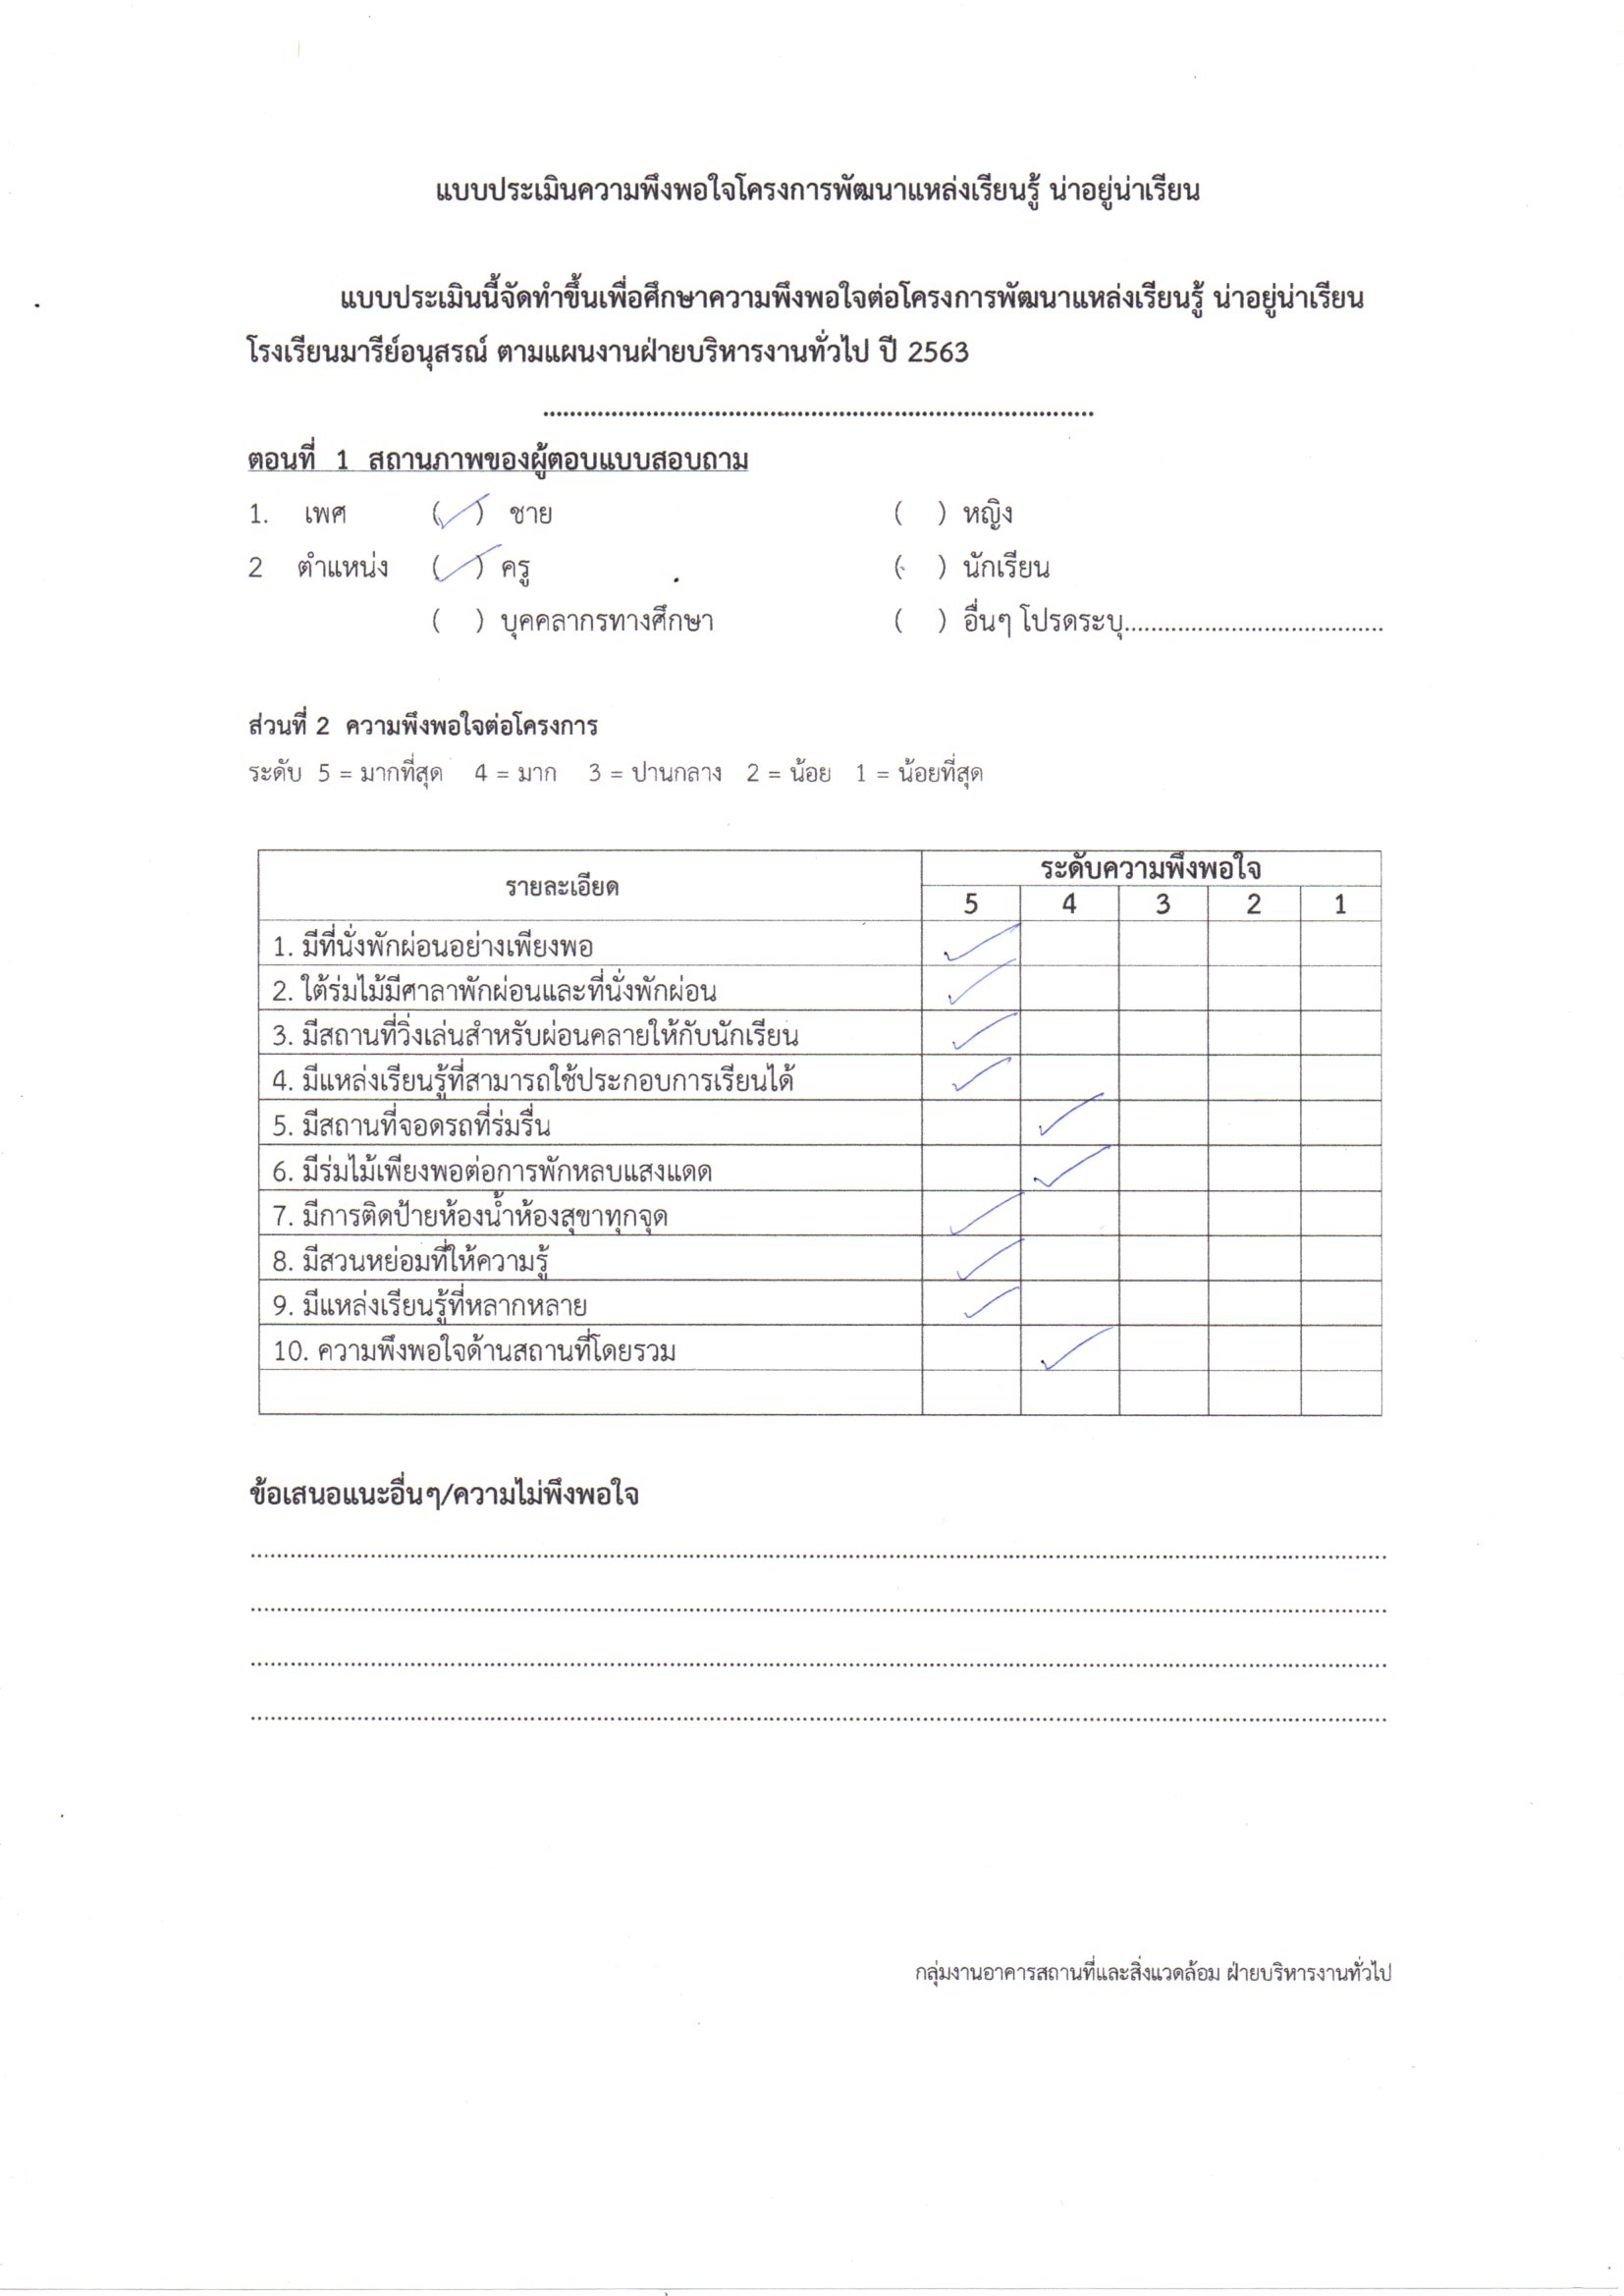 แบบประเมินความพึงพอใจโครงการพัฒนาแหล่งเรียนรู้ น่าอยู่น่าเรียน
แบบประเมินนี้จัดทำขึ้นเพื่อศึกษาความพึงพอใจต่อโครงการพัฒนาแหล่งเรียนรู้ น่าอยู่น่าเรียน
โรงเรียนมารีย์อนุสรณ์ ตามแผนงานฝ่ายบริหารงานทั่วไป ปี 2563
................................................................................
ตอนที่ 1 สถานภาพของผู้ตอบแบบสอบถาม
1. เพศ (✓) ชาย ( ) หญิง
2 ตำแหน่ง (✓) ครู ( ) นักเรียน
( ) บุคคลากรทางศึกษา ( ) อื่นๆ โปรดระบุ.......................................
ส่วนที่ 2 ความพึงพอใจต่อโครงการ
ระดับ 5 = มากที่สุด 4 = มาก 3 = ปานกลาง 2 = น้อย 1 = น้อยที่สุด
รายละเอียด ระดับความพึงพอใจ
5 4 3 2 1
1. มีที่นั่งพักผ่อนอย่างเพียงพอ ✓
2. ใต้ร่มไม้มีศาลาพักผ่อนและที่นั่งพักผ่อน ✓
3. มีสถานที่วิ่งเล่นสำหรับผ่อนคลายให้กับนักเรียน ✓
4. มีแหล่งเรียนรู้ที่สามารถใช้ประกอบการเรียนได้ ✓
5. มีสถานที่จอดรถที่ร่มรื่น ✓
6. มีร่มไม้เพียงพอต่อการพักหลบแสงแดด ✓
7. มีการติดป้ายห้องน้ำห้องสุขาทุกจุด ✓
8. มีสวนหย่อมที่ให้ความรู้ ✓
9. มีแหล่งเรียนรู้ที่หลากหลาย ✓
10. ความพึงพอใจด้านสถานที่โดยรวม ✓
ข้อเสนอแนะอื่นๆ/ความไม่พึงพอใจ
กลุ่มงานอาคารสถานที่และสิ่งแวดล้อม ฝ่ายบริหารงานทั่วไป